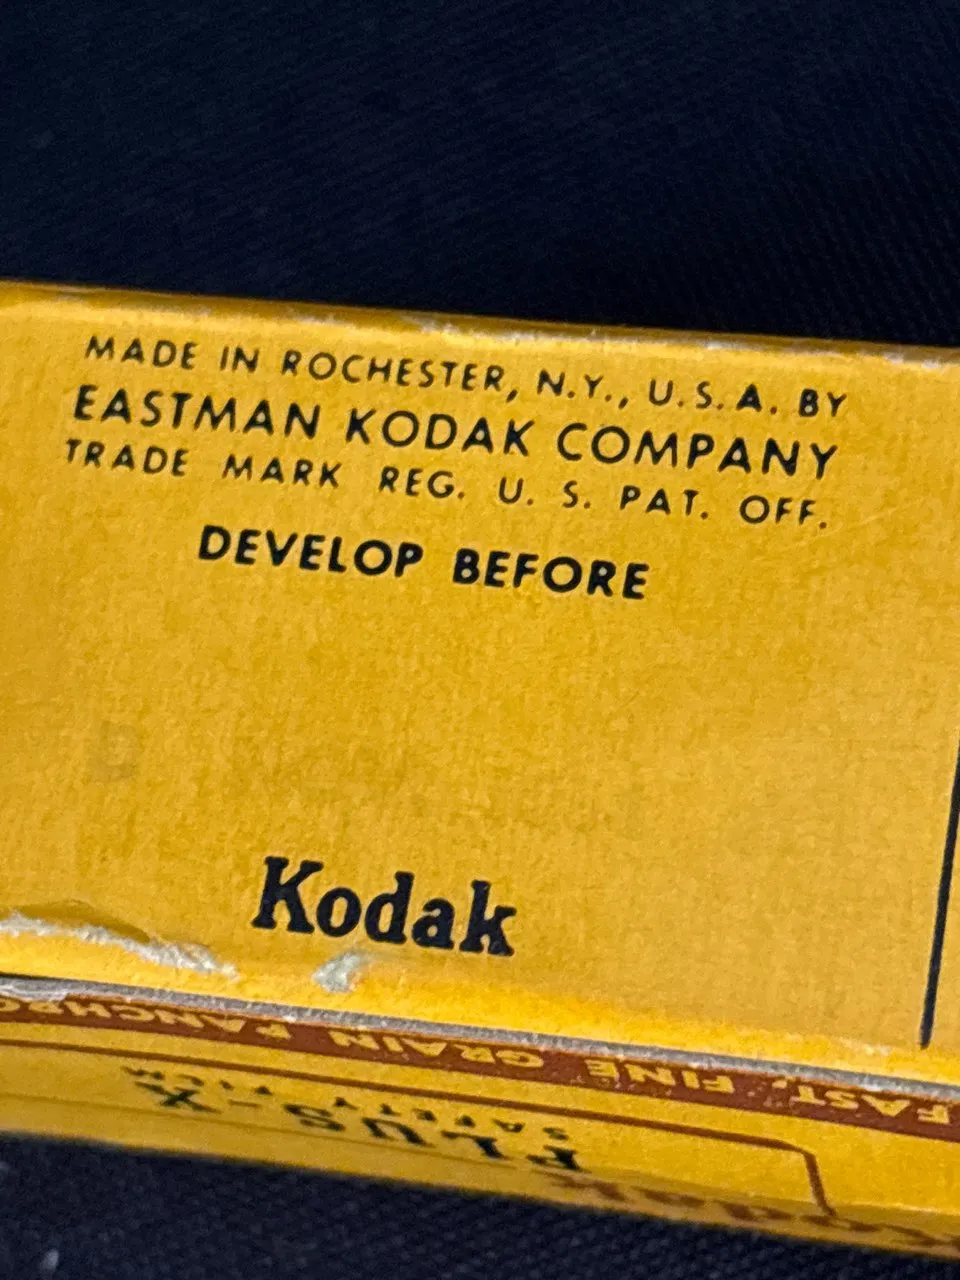 MADE IN ROCHESTER, N.Y., U.S.A. BY
EASTMAN KODAK COMPANY
TRADE MARK REG. U. S. PAT. OFF.
DEVELOP BEFORE
Kodak
FAST, FINE GRAIN PANCHRO
Kodak
PLUS-X
SAFETY FILM